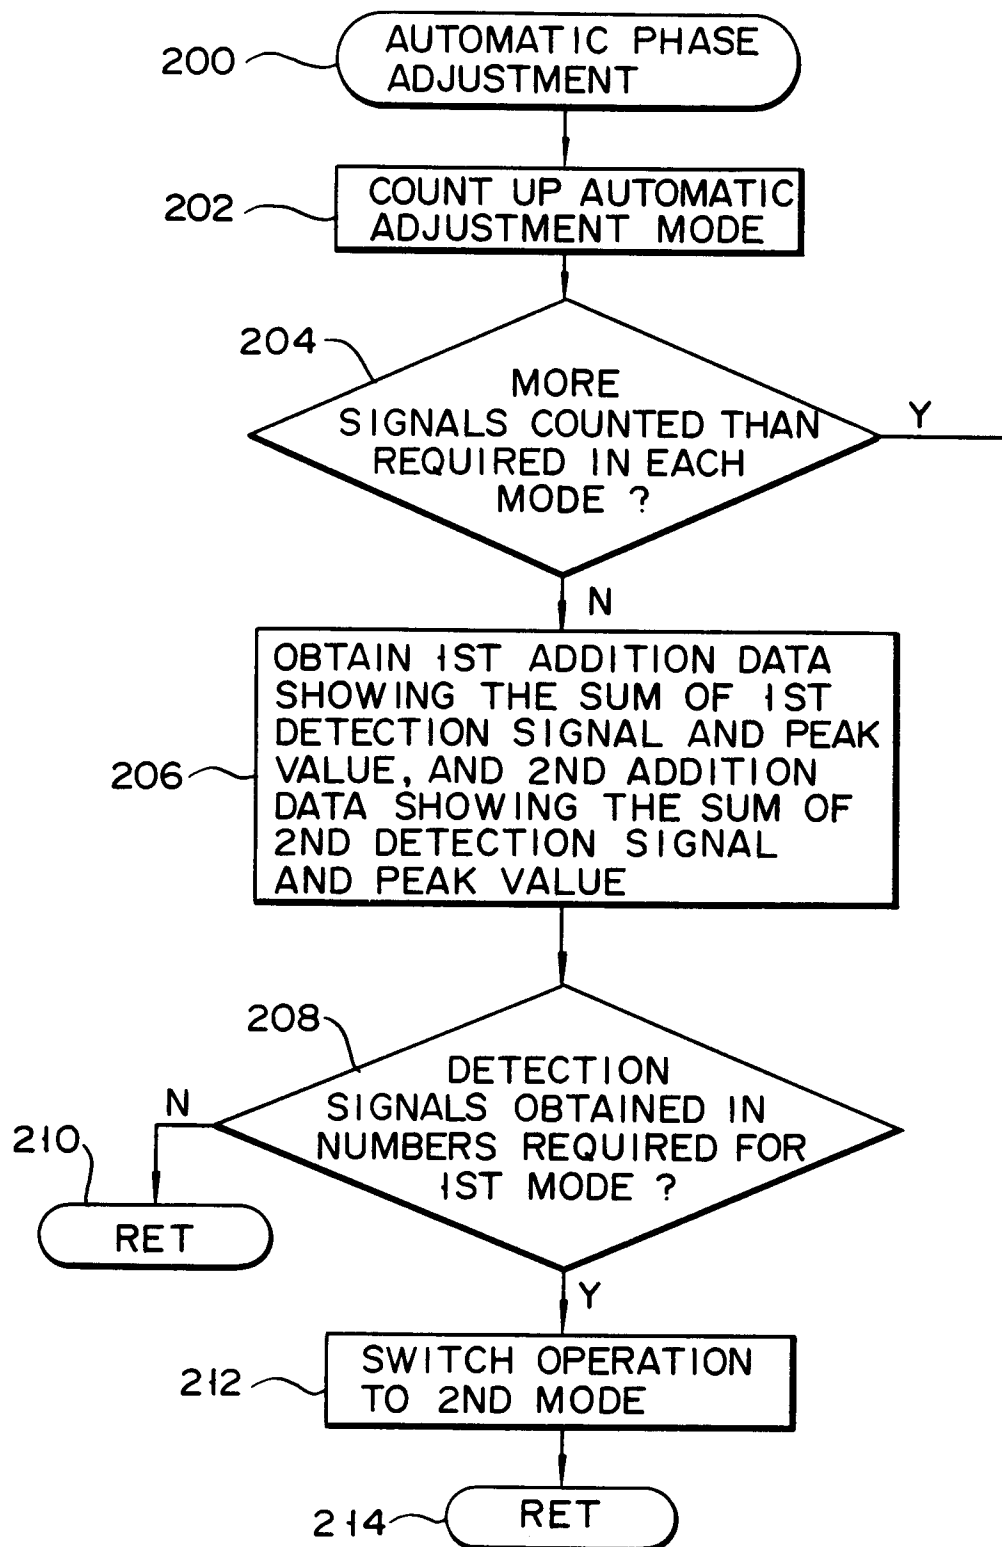 200
AUTOMATIC PHASE
ADJUSTMENT
202
COUNT UP AUTOMATIC
ADJUSTMENT MODE
204
MORE
SIGNALS COUNTED THAN
REQUIRED IN EACH
MODE ?
Y
N
206
OBTAIN 1ST ADDITION DATA
SHOWING THE SUM OF 1ST
DETECTION SIGNAL AND PEAK
VALUE, AND 2ND ADDITION
DATA SHOWING THE SUM OF
2ND DETECTION SIGNAL
AND PEAK VALUE
208
DETECTION
SIGNALS OBTAINED IN
NUMBERS REQUIRED FOR
1ST MODE ?
N
210
RET
Y
212
SWITCH OPERATION
TO 2ND MODE
214
RET